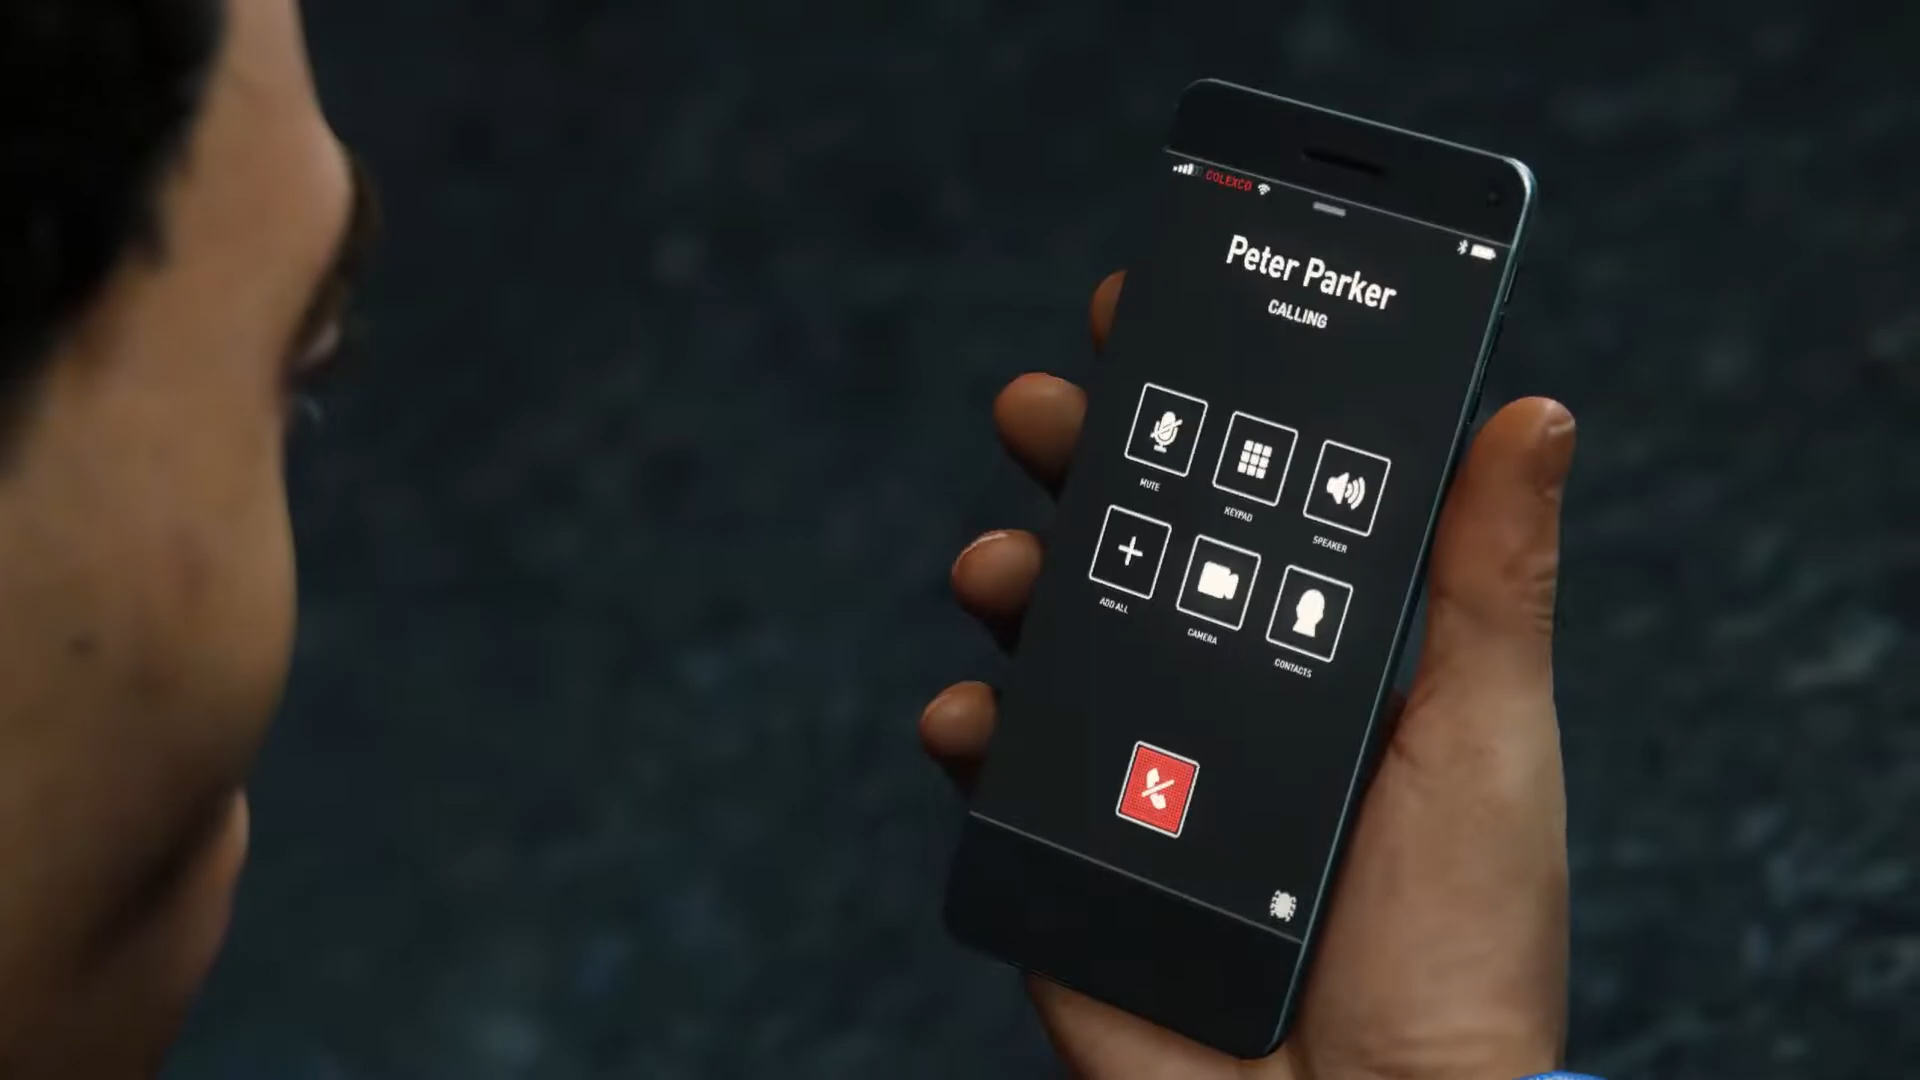 COLEXCO
Peter Parker
CALLING
MUTE
KEYPAD
SPEAKER
ADD ALL
CAMERA
CONTACTS